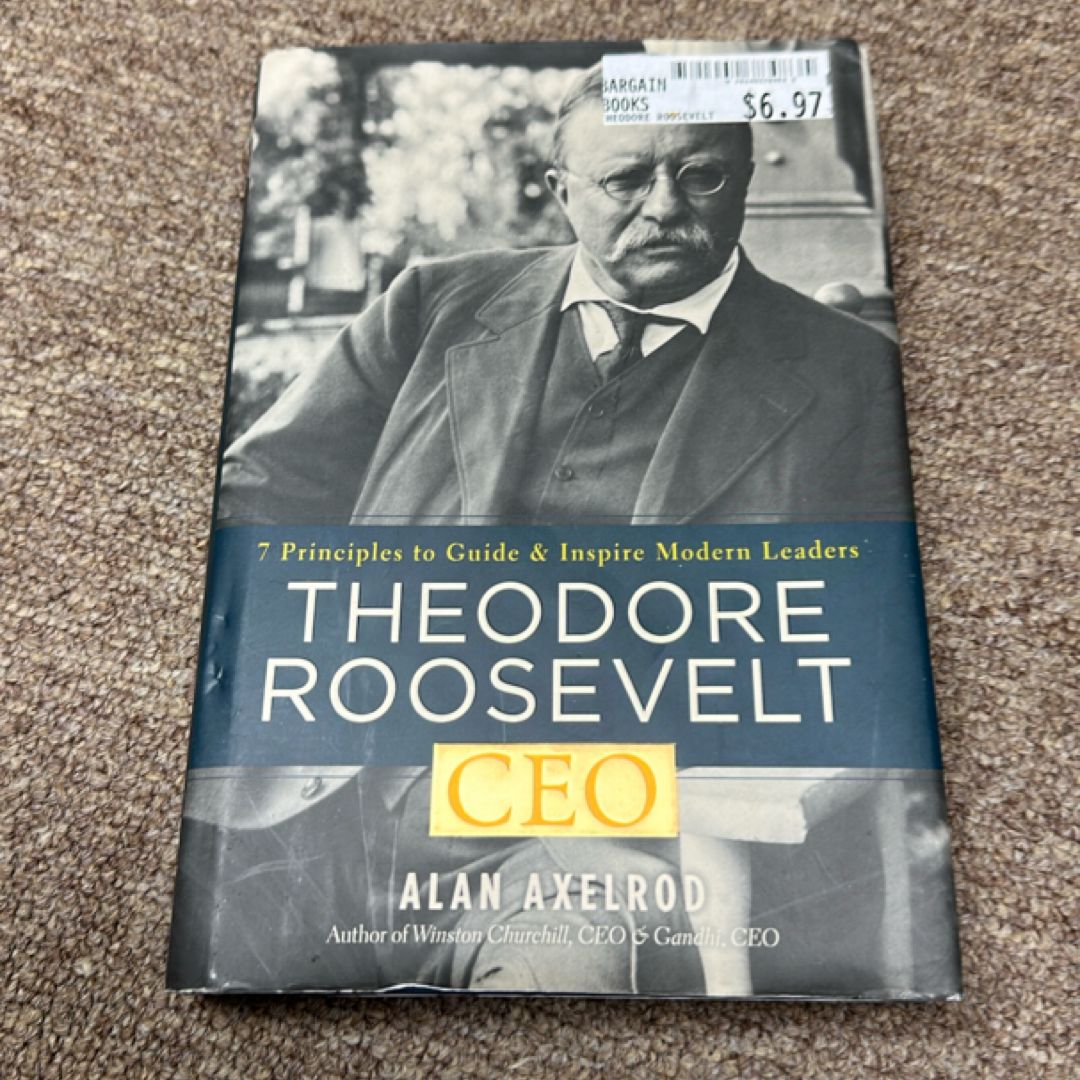 BARGAIN
BOOKS
THEODORE ROOSEVELT
$6.97
7 Principles to Guide & Inspire Modern Leaders
THEODORE
ROOSEVELT
CEO
ALAN AXELROD
Author of Winston Churchill, CEO & Gandhi, CEO